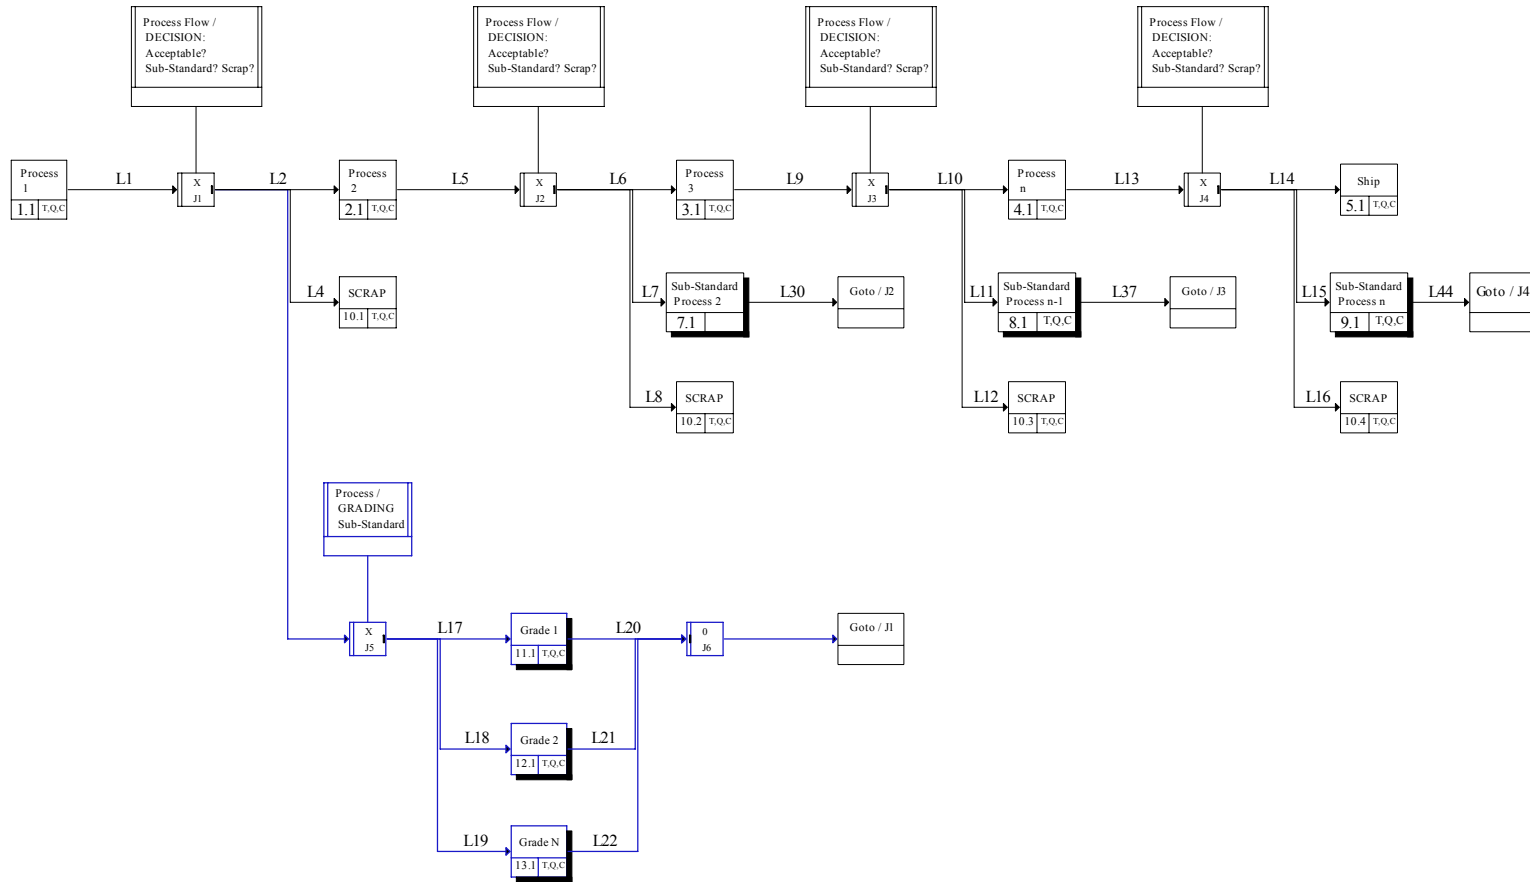 Process Flow /
DECISION:
Acceptable?
Sub-Standard? Scrap?
Process Flow /
DECISION:
Acceptable?
Sub-Standard? Scrap?
Process Flow /
DECISION:
Acceptable?
Sub-Standard? Scrap?
Process Flow /
DECISION:
Acceptable?
Sub-Standard? Scrap?
Process
1
1.1 T,Q,C
L1
X
J1
L2
Process
2
2.1 T,Q,C
L5
X
J2
L6
Process
3
3.1 T,Q,C
L9
X
J3
L10
Process
n
4.1 T,Q,C
L13
X
J4
L14
Ship
5.1 T,Q,C
L4
SCRAP
10.1 T,Q,C
L7
Sub-Standard
Process 2
7.1
L30
Goto / J2
L11
Sub-Standard
Process n-1
8.1 T,Q,C
L37
Goto / J3
L15
Sub-Standard
Process n
9.1 T,Q,C
L44
Goto / J4
L8
SCRAP
10.2 T,Q,C
L12
SCRAP
10.3 T,Q,C
L16
SCRAP
10.4 T,Q,C
Process /
GRADING
Sub-Standard
X
J5
L17
Grade 1
11.1 T,Q,C
L20
0
J6
Goto / J1
L18
Grade 2
12.1 T,Q,C
L21
L19
Grade N
13.1 T,Q,C
L22